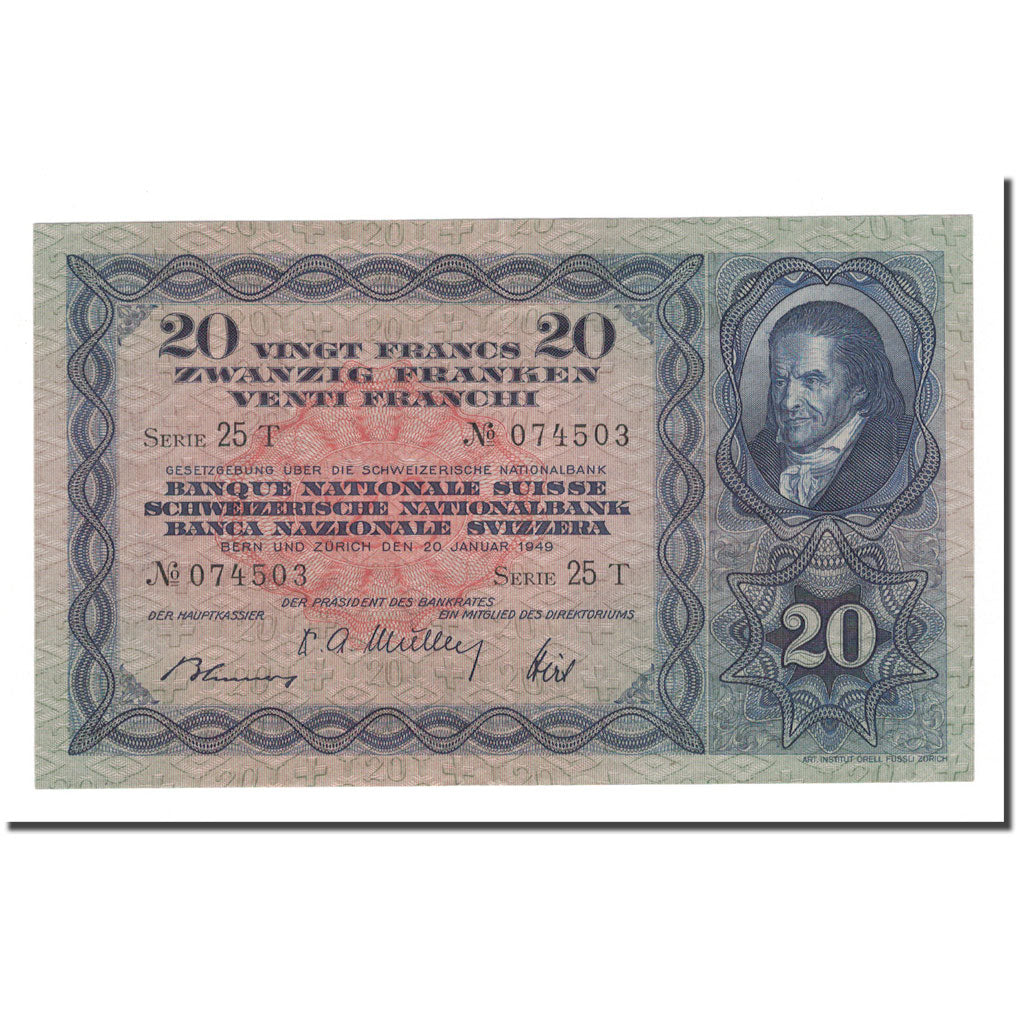 20 VINGT FRANCS 20
ZWANZIG FRANKEN
VENTI FRANCHI
SERIE 25 T № 074503
GESETZGEBUNG ÜBER DIE SCHWEIZERISCHE NATIONALBANK
BANQUE NATIONALE SUISSE
SCHWEIZERISCHE NATIONALBANK
BANCA NAZIONALE SVIZZERA
BERN UND ZÜRICH DEN 20. JANUAR 1949
№ 074503 SERIE 25 T
DER PRÄSIDENT DES BANKRATES
DER HAUPTKASSIER EIN MITGLIED DES DIREKTORIUMS
20
ART. INSTITUT ORELL FÜSSLI ZÜRICH